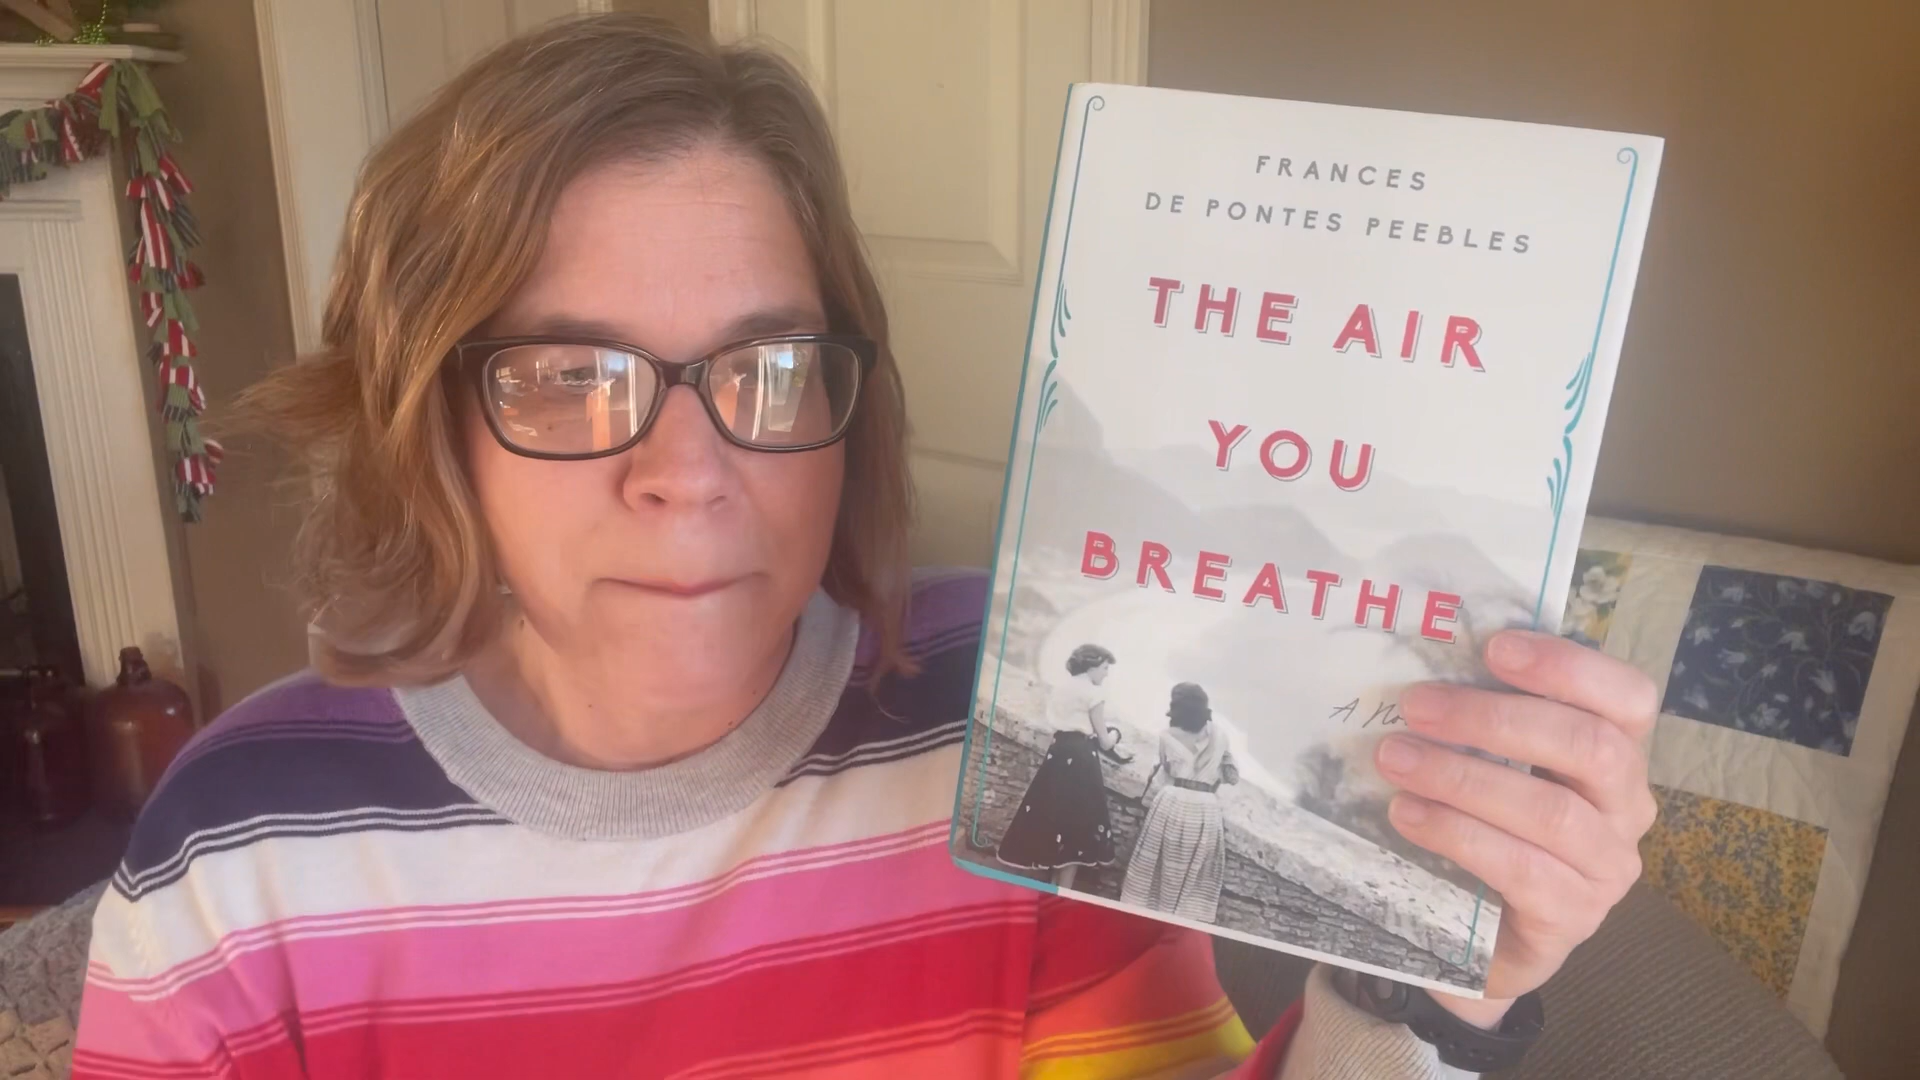 FRANCES
DE PONTES PEEBLES
THE AIR
YOU
BREATHE
A